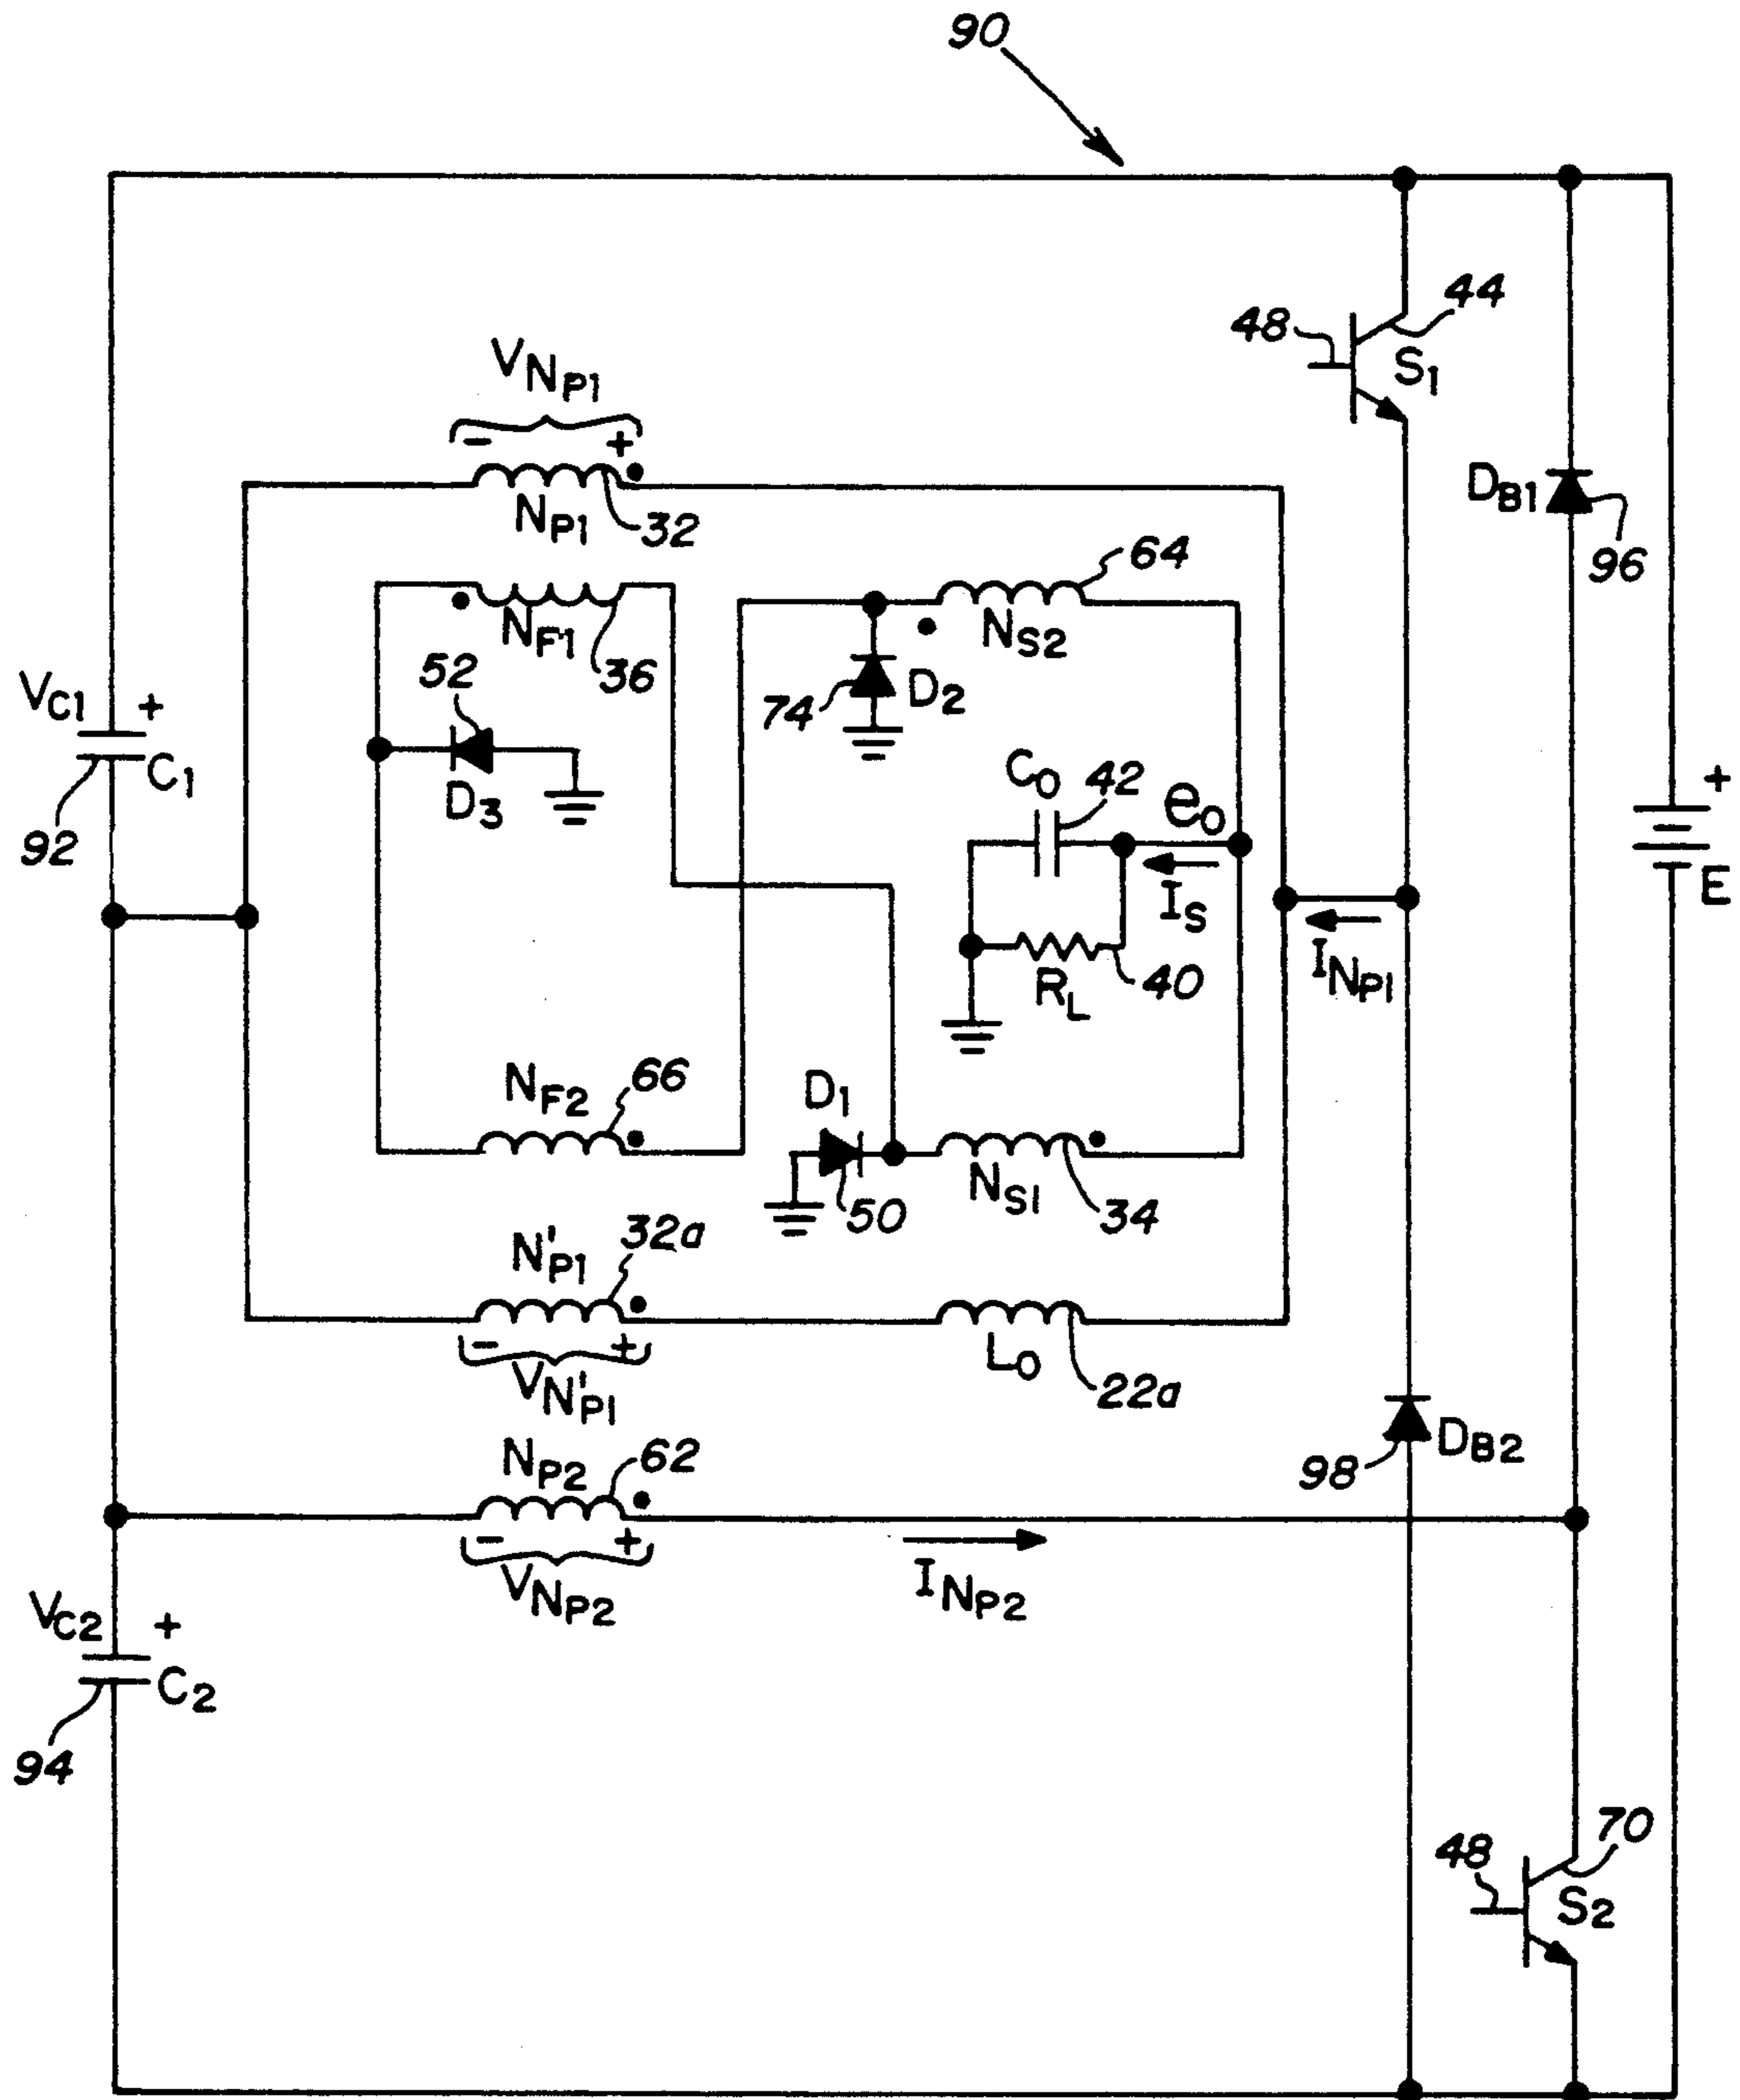 90
44
48
S1
VNP1
- +
NP1
32
DB1
96
64
NF1
36
NS2
52
D3
74
D2
VC1 +
C1
92
C0 42
e0
IS
RL 40
INP1
+
E
NF2 66
D1
50
NS1 34
N'P1 32a
- +
VN'P1
L0
22a
DB2
98
NP2 62
- +
VNP2
INP2
VC2 +
C2
94
48
70
S2